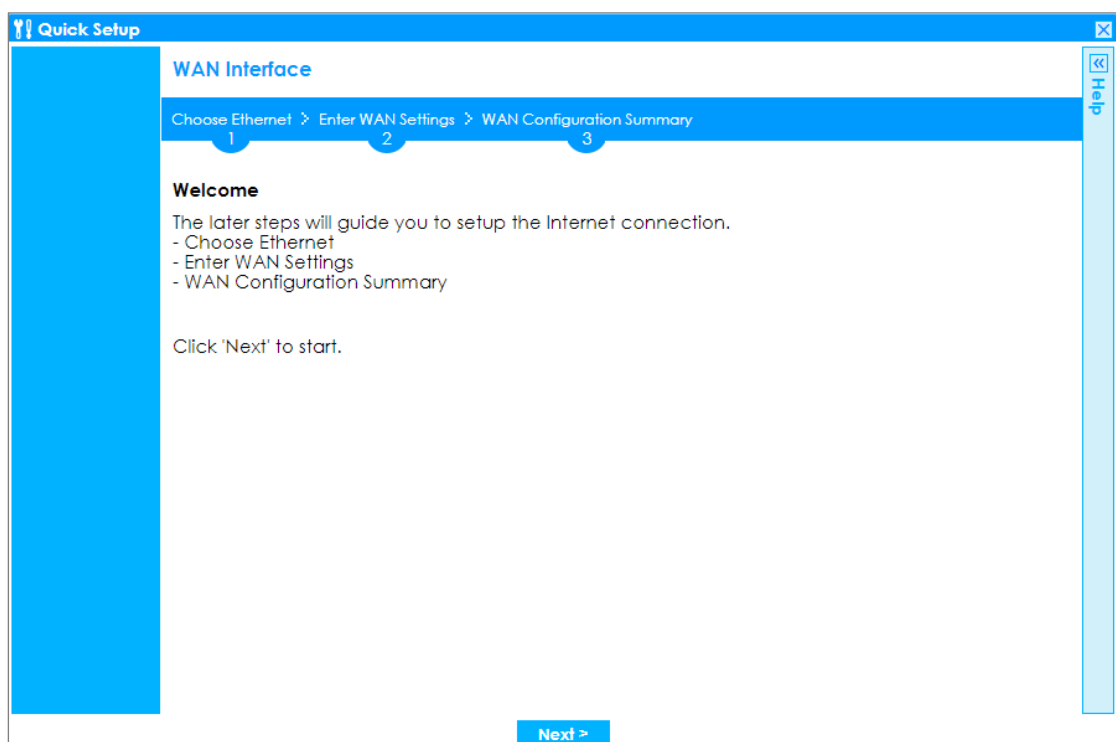 Quick Setup
WAN Interface
Help
Choose Ethernet > Enter WAN Settings > WAN Configuration Summary
1 2 3
Welcome
The later steps will guide you to setup the Internet connection.
- Choose Ethernet
- Enter WAN Settings
- WAN Configuration Summary
Click 'Next' to start.
Next >